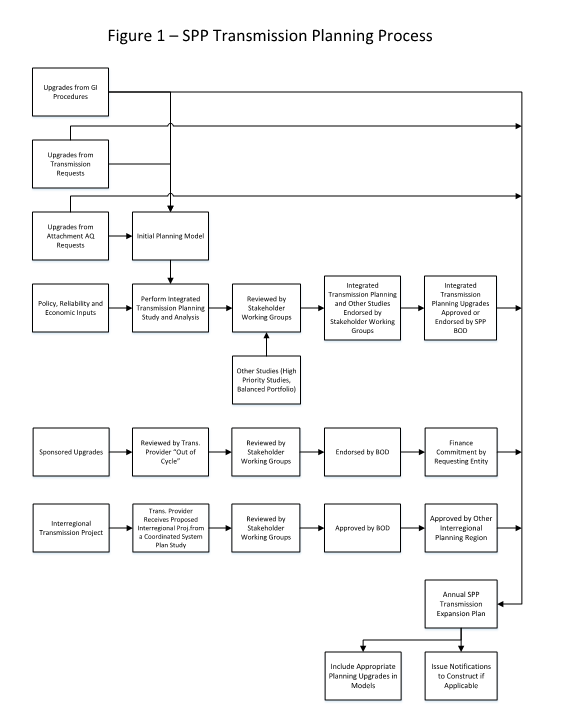 Figure 1 – SPP Transmission Planning Process
Upgrades from GI
Procedures
Upgrades from
Transmission
Requests
Upgrades from
Attachment AQ
Requests
Initial Planning Model
Policy, Reliability and
Economic Inputs
Perform Integrated
Transmission Planning
Study and Analysis
Reviewed by
Stakeholder
Working Groups
Integrated
Transmission Planning
and Other Studies
Endorsed by
Stakeholder Working
Groups
Integrated
Transmission
Planning Upgrades
Approved or
Endorsed by SPP
BOD
Other Studies (High
Priority Studies,
Balanced Portfolio)
Sponsored Upgrades
Reviewed by Trans.
Provider "Out of
Cycle"
Reviewed by
Stakeholder
Working Groups
Endorsed by BOD
Finance
Commitment by
Requesting Entity
Interregional
Transmission Project
Trans. Provider
Receives Proposed
Interregional Proj.from
a Coordinated System
Plan Study
Reviewed by
Stakeholder
Working Groups
Approved by BOD
Approved by Other
Interregional
Planning Region
Annual SPP
Transmission
Expansion Plan
Include Appropriate
Planning Upgrades in
Models
Issue Notifications
to Construct if
Applicable